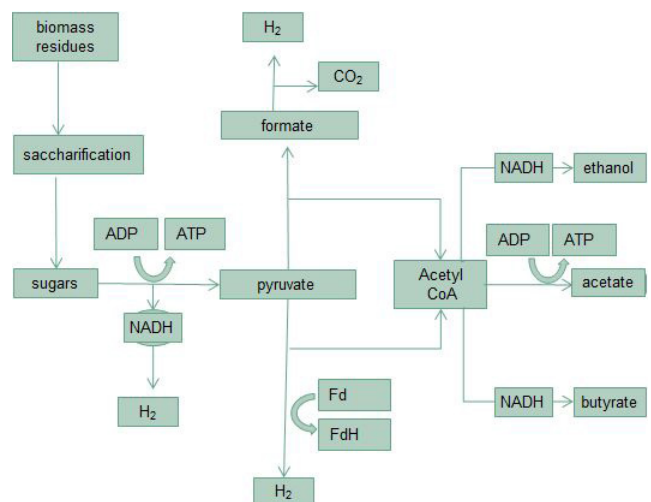 biomass
residues
H₂
CO₂
formate
saccharification
NADH
ethanol
ADP
ATP
ADP
ATP
sugars
pyruvate
Acetyl
CoA
acetate
NADH
H₂
Fd
FdH
NADH
butyrate
H₂